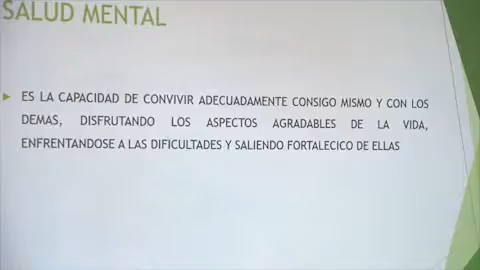 SALUD MENTAL
ES LA CAPACIDAD DE CONVIVIR ADECUADAMENTE CONSIGO MISMO Y CON LOS
DEMAS, DISFRUTANDO LOS ASPECTOS AGRADABLES DE LA VIDA,
ENFRENTANDOSE A LAS DIFICULTADES Y SALIENDO FORTALECICO DE ELLAS